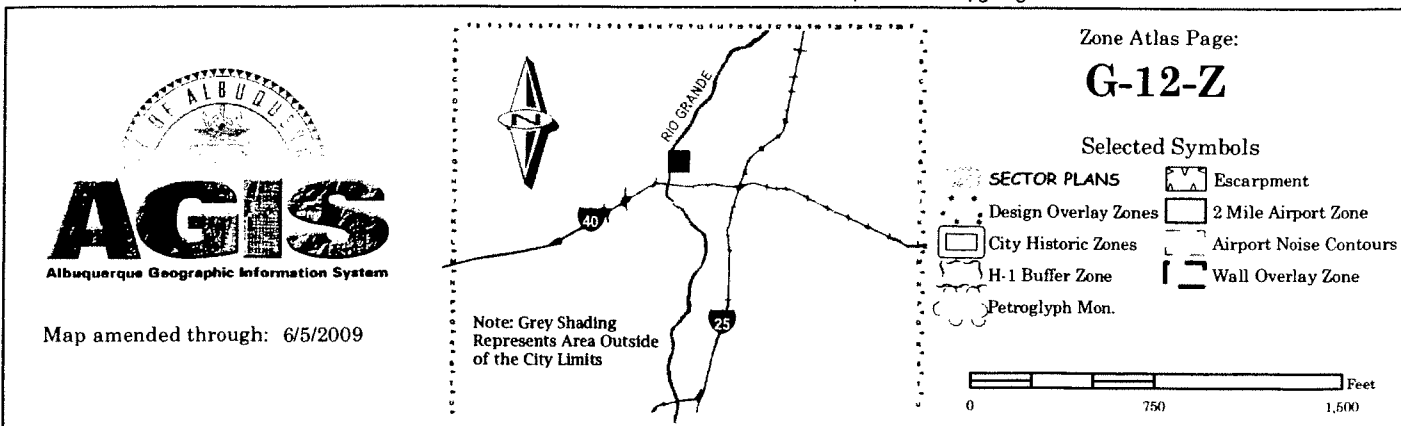 OF ALBUQUERQUE
AGIS
Albuquerque Geographic Information System
Map amended through: 6/5/2009
RIO GRANDE
N
40
25
Note: Grey Shading
Represents Area Outside
of the City Limits
Zone Atlas Page:
G-12-Z
Selected Symbols
SECTOR PLANS
Escarpment
Design Overlay Zones
2 Mile Airport Zone
City Historic Zones
Airport Noise Contours
H-1 Buffer Zone
Wall Overlay Zone
Petroglyph Mon.
Feet
0 750 1,500